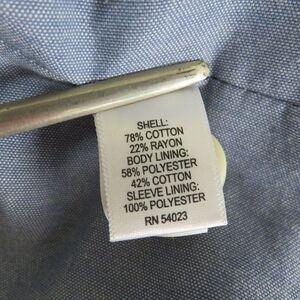 SHELL:
78% COTTON
22% RAYON
BODY LINING:
58% POLYESTER
42% COTTON
SLEEVE LINING:
100% POLYESTER
RN 54023